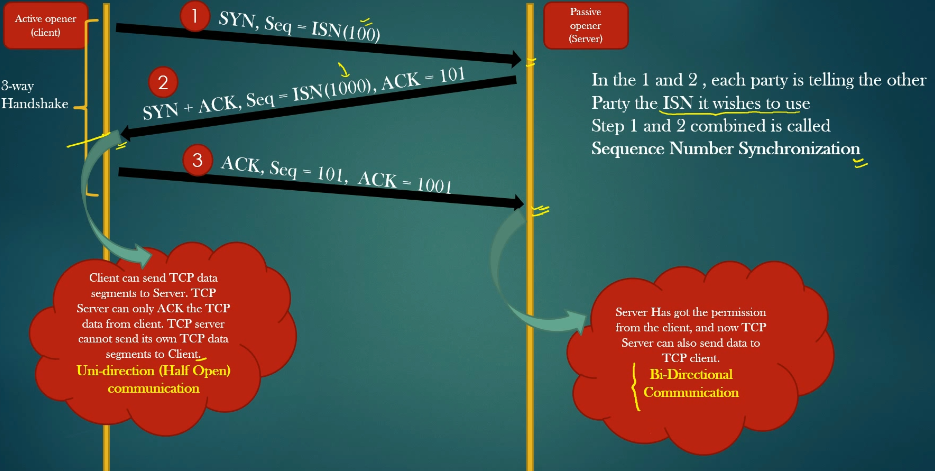 Active opener
(client)
1
SYN, Seq = ISN(100)
Passive
opener
(Server)
3-way
Handshake
2
SYN + ACK, Seq = ISN(1000), ACK = 101
In the 1 and 2 , each party is telling the other
Party the ISN it wishes to use
Step 1 and 2 combined is called
Sequence Number Synchronization
3
ACK, Seq = 101, ACK = 1001
Client can send TCP data
segments to Server. TCP
Server can only ACK the TCP
data from client. TCP server
cannot send its own TCP data
segments to Client.
Uni-direction (Half Open)
communication
Server Has got the permission
from the client, and now TCP
Server can also send data to
TCP client.
Bi-Directional
Communication